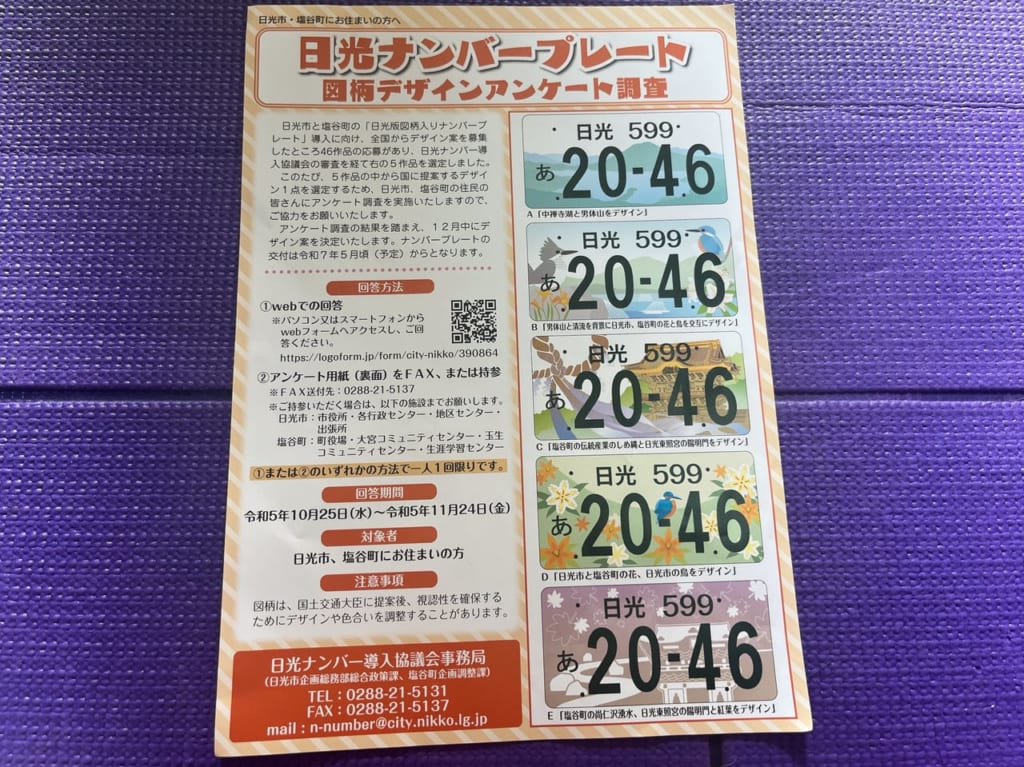 日光市・塩谷町にお住まいの方へ
日光ナンバープレート
図柄デザインアンケート調査
日光市と塩谷町の「日光版図柄入りナンバープ
レート」導入に向け、全国からデザイン案を募集
したところ46作品の応募があり、日光ナンバー導
入協議会の審査を経て右の5作品を選定しました。
このたび、5作品の中から国に提案するデザイ
ン1点を選定するため、日光市、塩谷町の住民の
皆さんにアンケート調査を実施いたしますので、
ご協力をお願いいたします。
アンケート調査の結果を踏まえ、12月中にデ
ザイン案を決定いたします。ナンバープレートの
交付は令和7年5月頃（予定）からとなります。
回答方法
①webでの回答
※パソコン又はスマートフォンから
webフォームへアクセスし、ご回
答ください。
https://logoform.jp/form/city-nikko/390864
②アンケート用紙（裏面）をFAX、または持参
※FAX送付先：0288-21-5137
※ご持参いただく場合は、以下の施設までお願いします。
日光市：市役所・各行政センター・地区センター・
出張所
塩谷町：町役場・大宮コミュニティセンター・玉生
コミュニティセンター・生涯学習センター
①または②のいずれかの方法で一人1回限りです。
回答期間
令和5年10月25日(水)～令和5年11月24日(金)
対象者
日光市、塩谷町にお住まいの方
注意事項
図柄は、国土交通大臣に提案後、視認性を確保する
ためにデザインや色合いを調整することがあります。
日光ナンバー導入協議会事務局
（日光市企画総務部総合政策課、塩谷町企画調整課）
TEL：0288-21-5131
FAX：0288-21-5137
mail：n-number@city.nikko.lg.jp
日光 599
あ 20-46
A「中禅寺湖と男体山をデザイン」
日光 599
あ 20-46
B「男体山と清流を背景に日光市、塩谷町の花と鳥を交互にデザイン」
日光 599
あ 20-46
C「塩谷町の伝統産業のしめ縄と日光東照宮の陽明門をデザイン」
日光 599
あ 20-46
D「日光市と塩谷町の花、日光市の鳥をデザイン」
日光 599
あ 20-46
E「塩谷町の尚仁沢湧水、日光東照宮の陽明門と紅葉をデザイン」